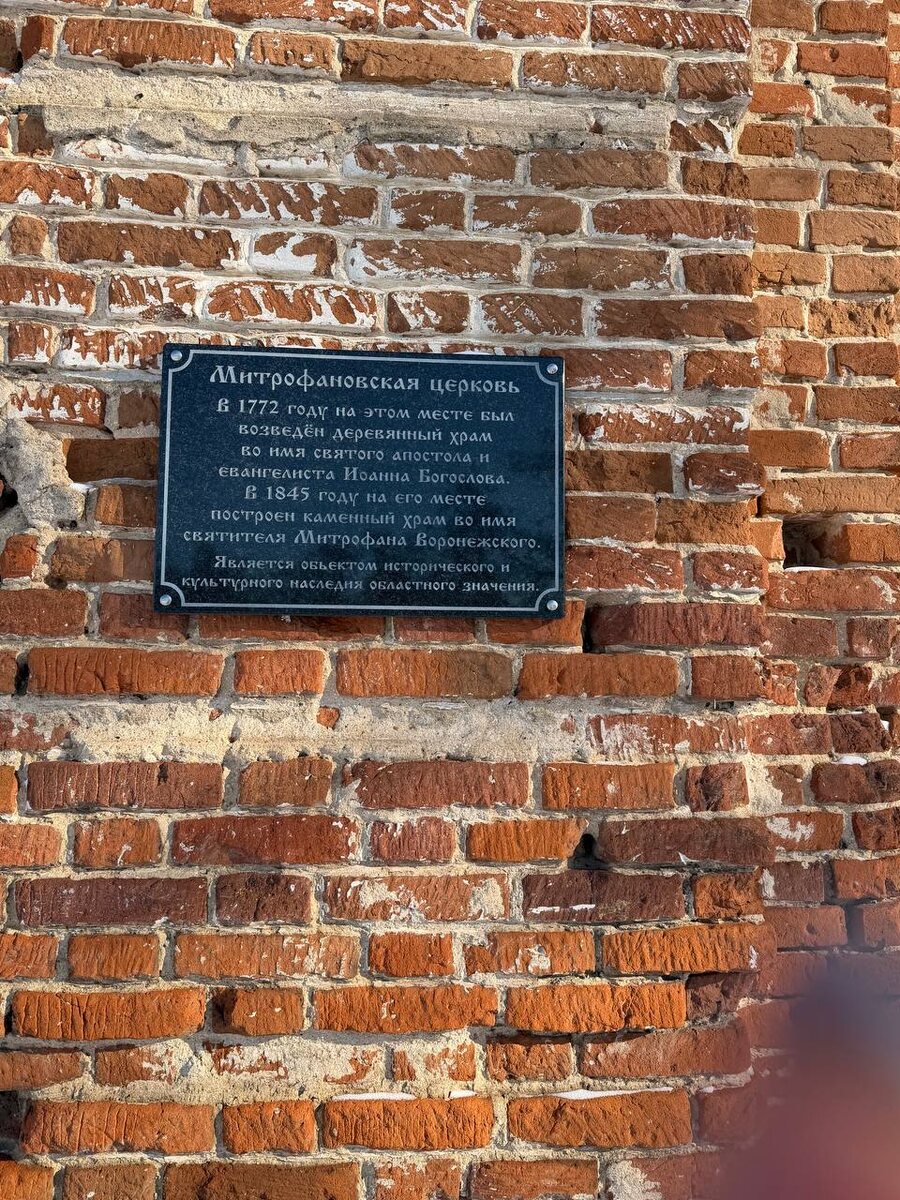 Митрофановская церковь
В 1772 году на этом месте был
возведён деревянный храм
во имя святого апостола и
евангелиста Иоанна Богослова.
В 1845 году на его месте
построен каменный храм во имя
святителя Митрофана Воронежского.
Является объектом исторического и
культурного наследия областного значения.